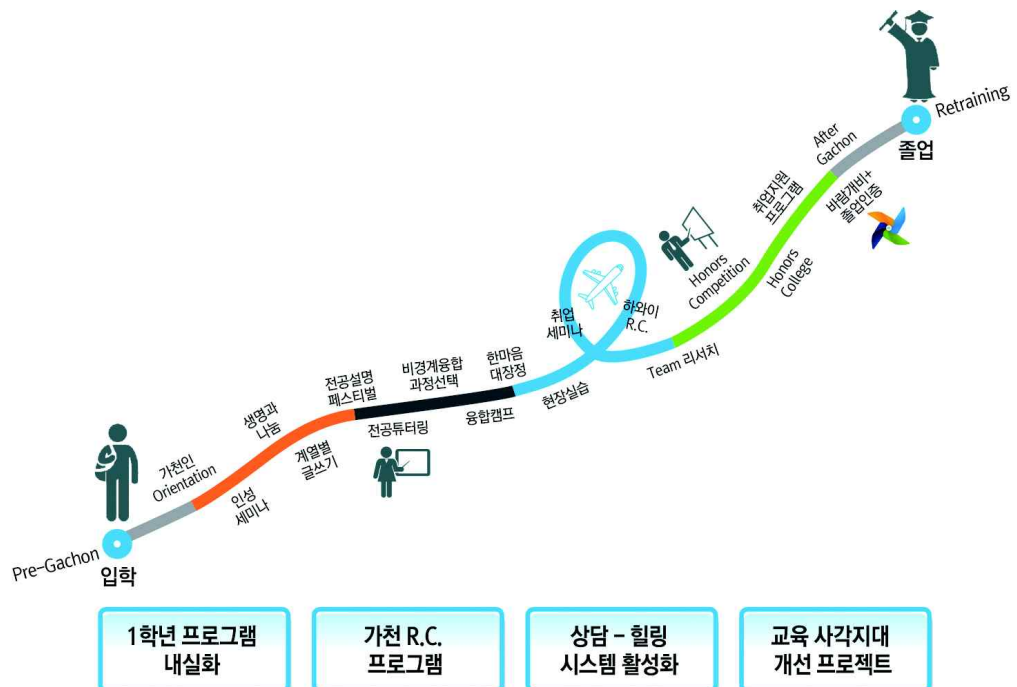 Pre-Gachon
입학
가천인
Orientation
생명과
나눔
인성
세미나
계열별
글쓰기
전공설명
페스티벌
전공튜터링
비경계융합
과정선택
융합캠프
한마음
대장정
현장실습
취업
세미나
하와이
R.C.
Team 리서치
Honors
Competition
Honors
College
취업지원
프로그램
After
Gachon
바람개비+
졸업인증
졸업
Retraining
1학년 프로그램
내실화
가천 R.C.
프로그램
상담 – 힐링
시스템 활성화
교육 사각지대
개선 프로젝트